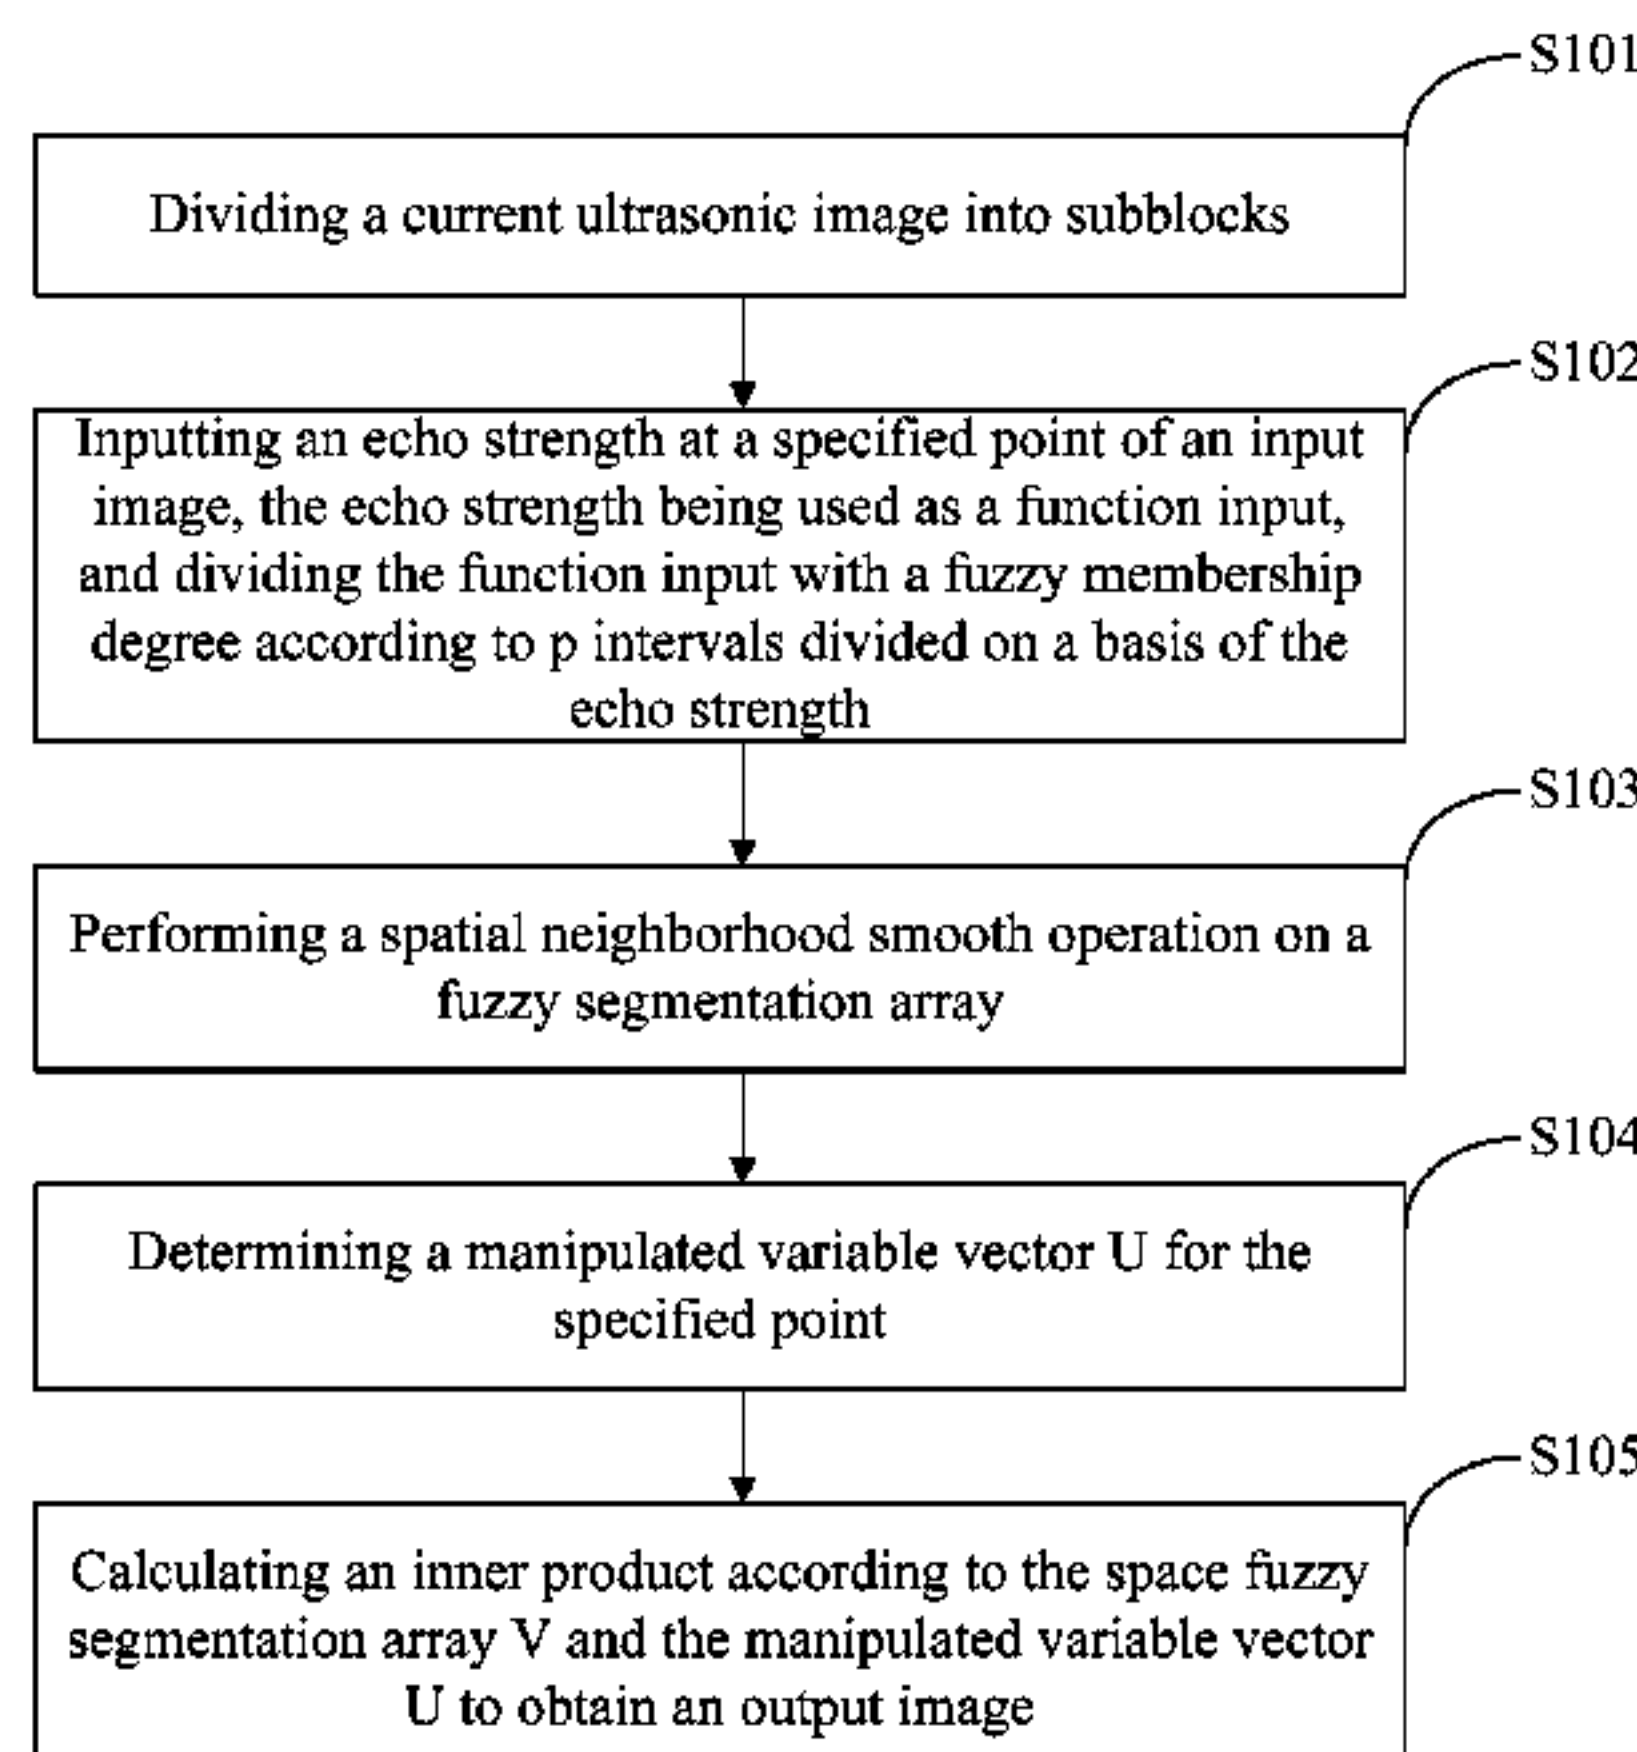 S101
Dividing a current ultrasonic image into subblocks
S102
Inputting an echo strength at a specified point of an input
image, the echo strength being used as a function input,
and dividing the function input with a fuzzy membership
degree according to p intervals divided on a basis of the
echo strength
S103
Performing a spatial neighborhood smooth operation on a
fuzzy segmentation array
S104
Determining a manipulated variable vector U for the
specified point
S105
Calculating an inner product according to the space fuzzy
segmentation array V and the manipulated variable vector
U to obtain an output image